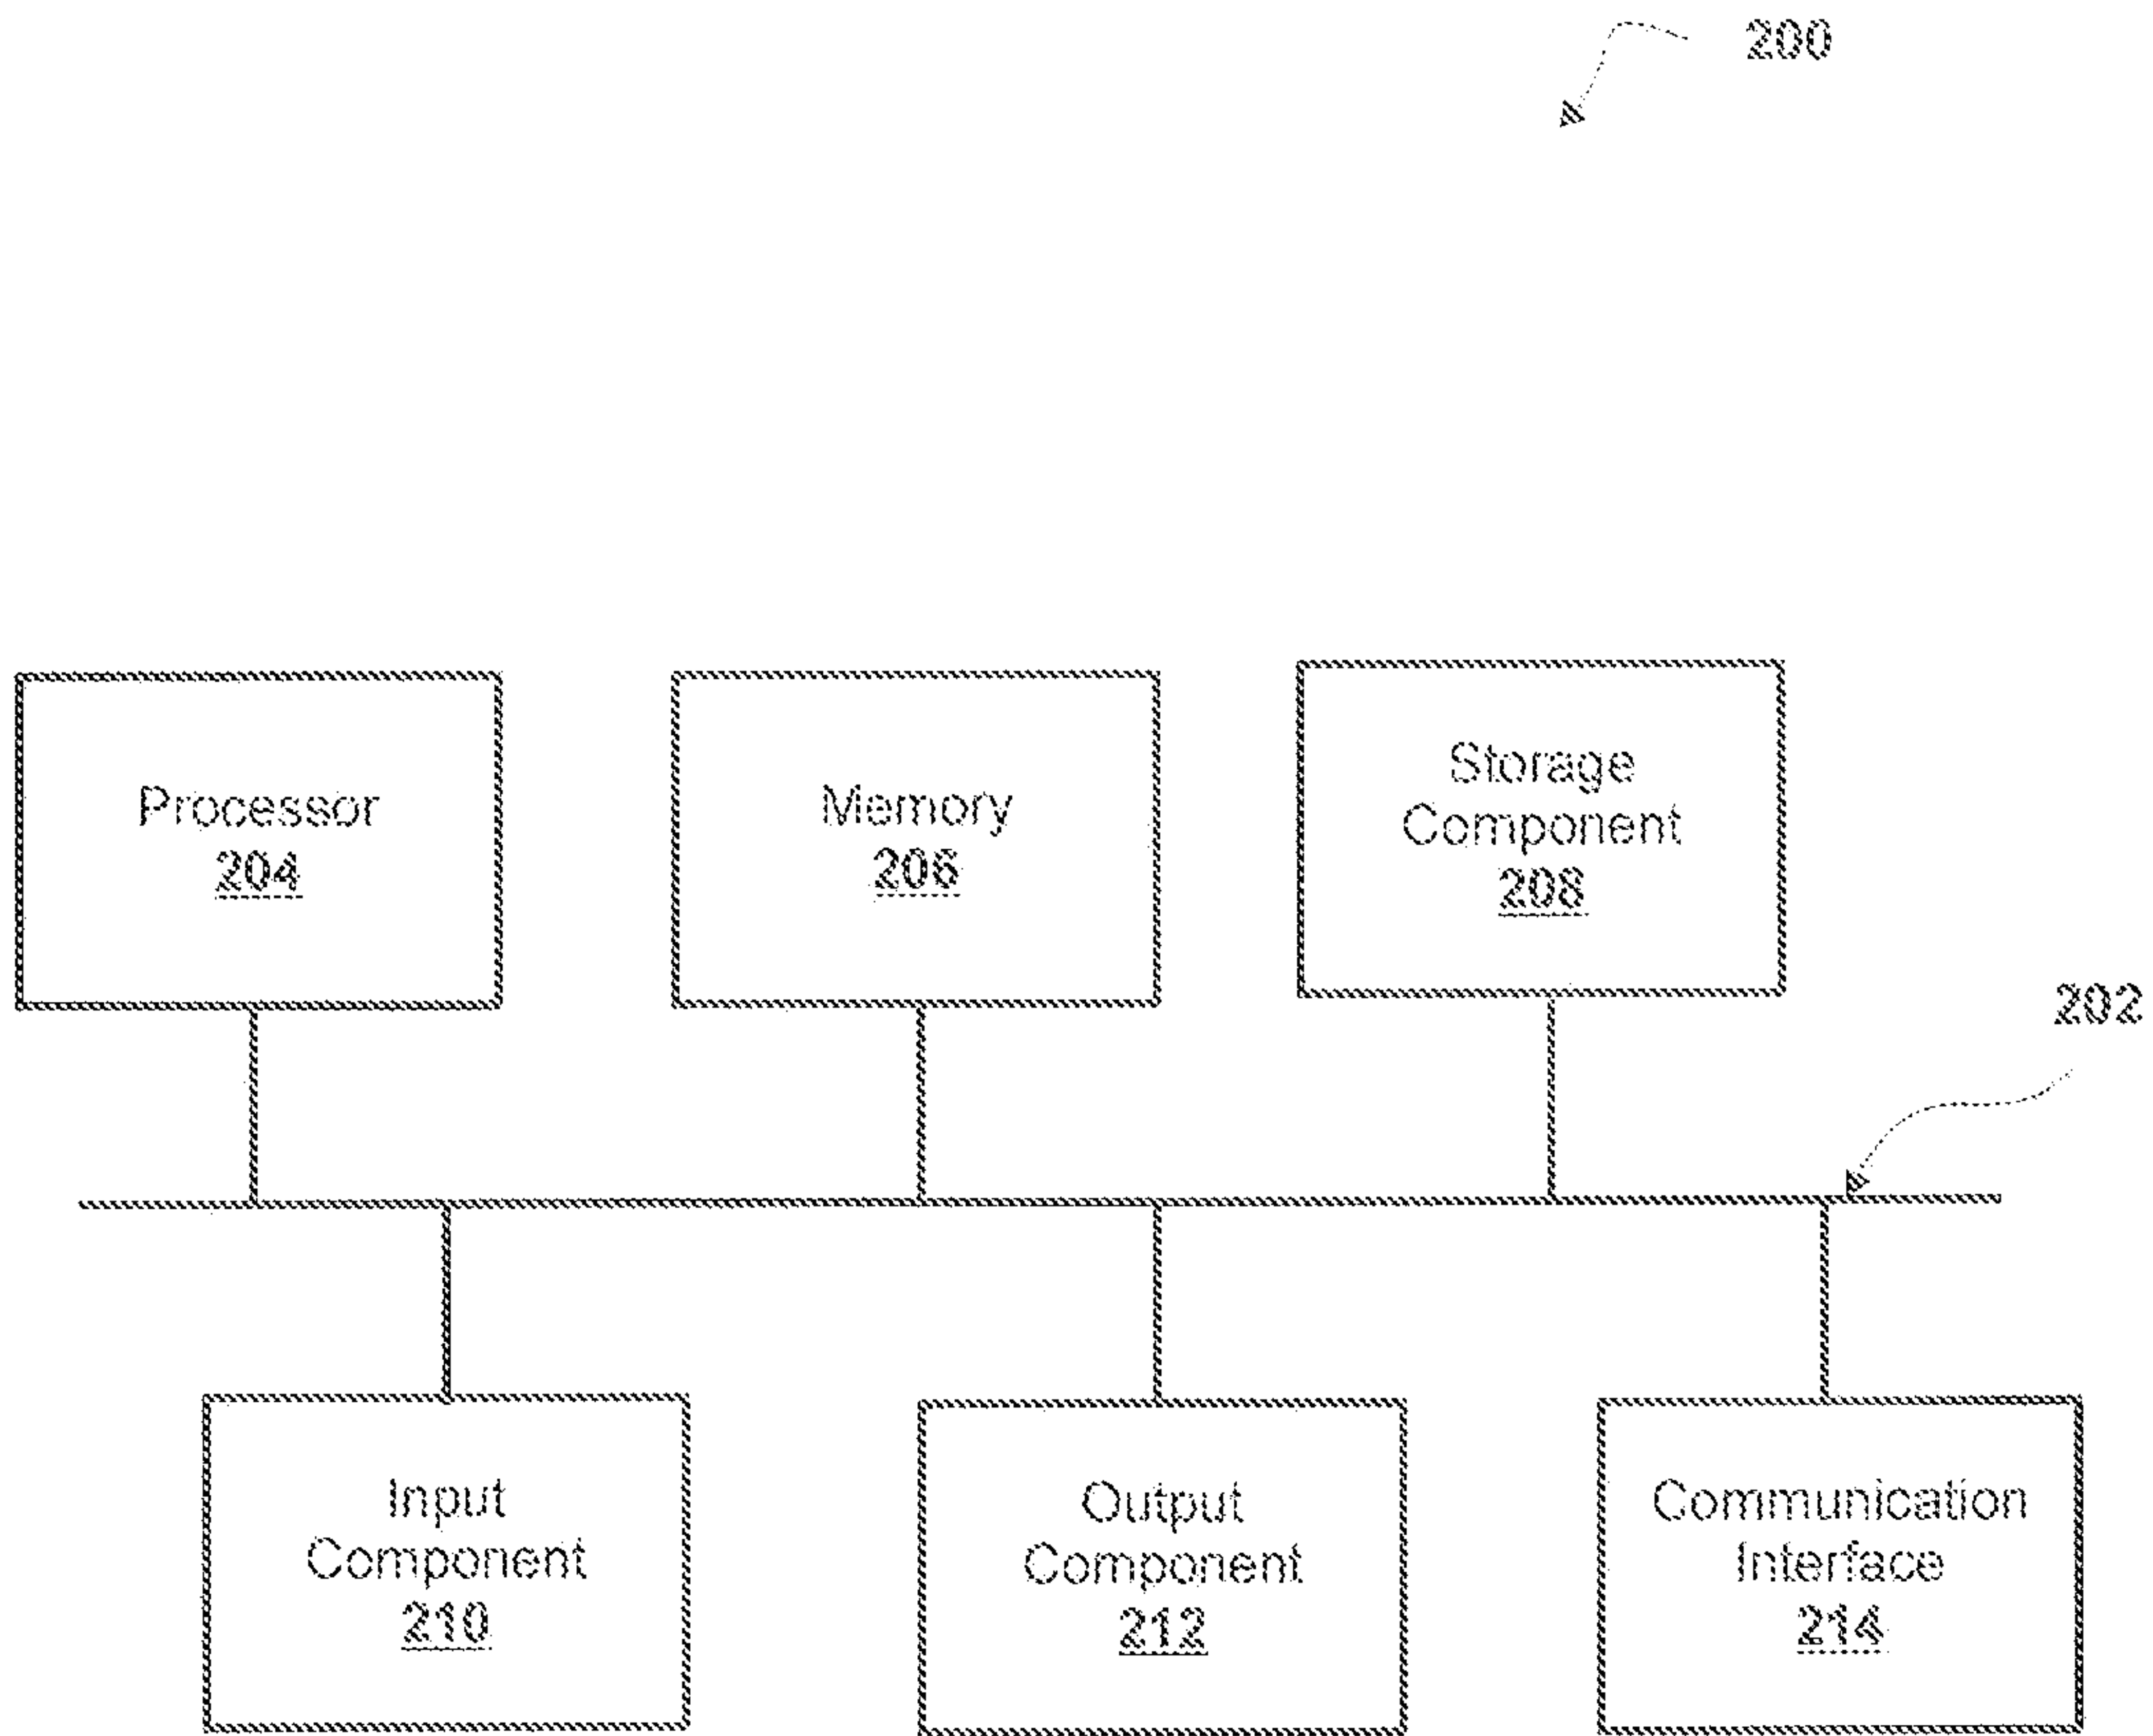 200
Processor
204
Memory
206
Storage
Component
208
202
Input
Component
210
Output
Component
212
Communication
Interface
214